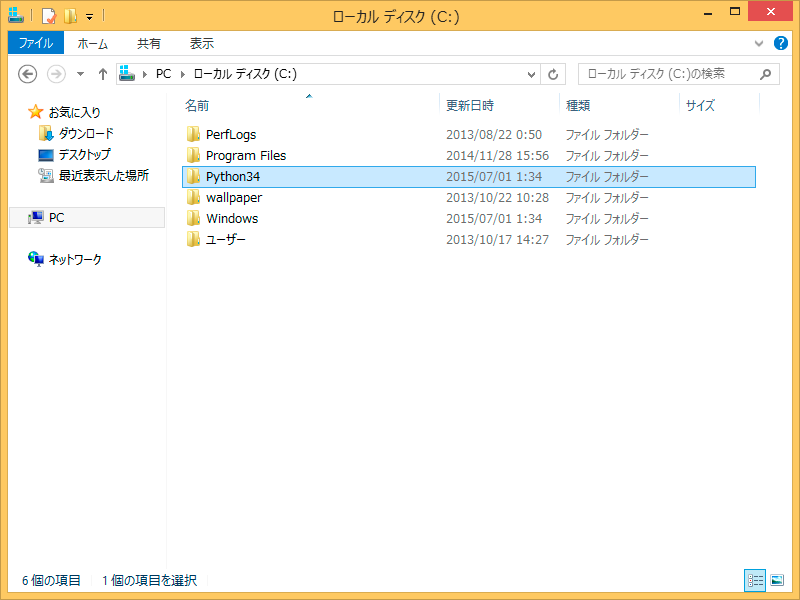 ローカル ディスク (C:)
ファイル ホーム 共有 表示
PC ローカル ディスク (C:) ローカル ディスク (C:)の検索
お気に入り
ダウンロード
デスクトップ
最近表示した場所
PC
ネットワーク
名前 更新日時 種類 サイズ
PerfLogs 2013/08/22 0:50 ファイル フォルダー
Program Files 2014/11/28 15:56 ファイル フォルダー
Python34 2015/07/01 1:34 ファイル フォルダー
wallpaper 2013/10/22 10:28 ファイル フォルダー
Windows 2015/07/01 1:34 ファイル フォルダー
ユーザー 2013/10/17 14:27 ファイル フォルダー
6 個の項目 1 個の項目を選択